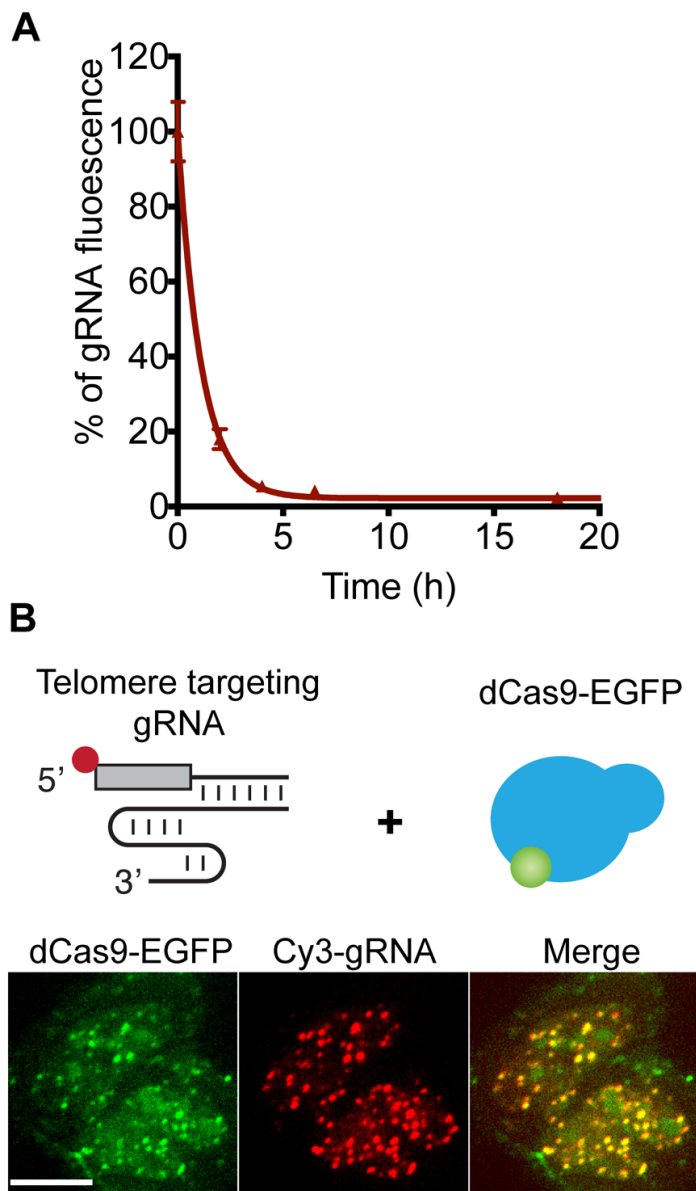 A
% of gRNA fluoescence
120
100
80
60
40
20
0
0 5 10 15 20
Time (h)
B
Telomere targeting
gRNA
dCas9-EGFP
5’
+
3’
dCas9-EGFP Cy3-gRNA Merge